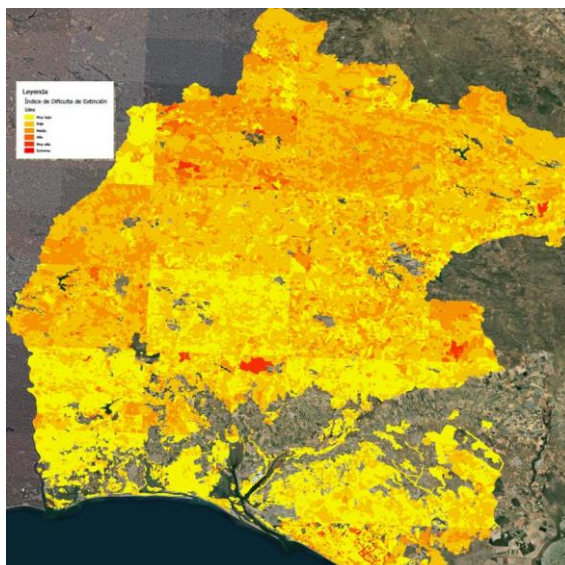 Leyenda
Índice de Dificulta de Extinción
Muy bajo
Bajo
Medio
Alto
Muy alto
Extremo